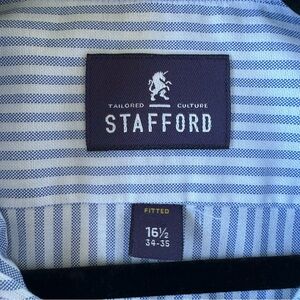 TAILORED CULTURE
STAFFORD
FITTED
16½
34-35